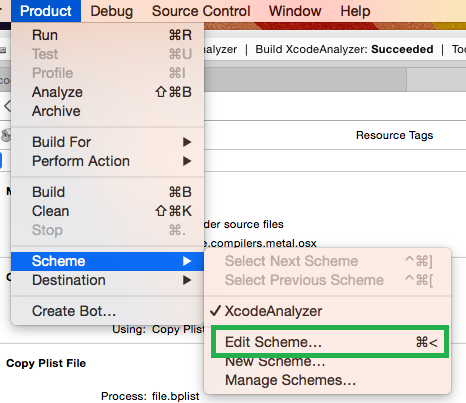 Product Debug Source Control Window Help
Run ⌘R
Test ⌘U
Profile ⌘I
Analyze ⇧⌘B
Archive
Build For
Perform Action
Build ⌘B
Clean ⇧⌘K
Stop ⌘.
Scheme
Destination
Create Bot…
nalyzer | Build XcodeAnalyzer: Succeeded | Too
Resource Tags
der source files
e.compilers.metal.osx
Select Next Scheme ^⌘]
Select Previous Scheme ^⌘[
✓ XcodeAnalyzer
Edit Scheme… ⌘<
New Scheme…
Manage Schemes…
Using: Copy Plist
Copy Plist File
Process: file.bplist